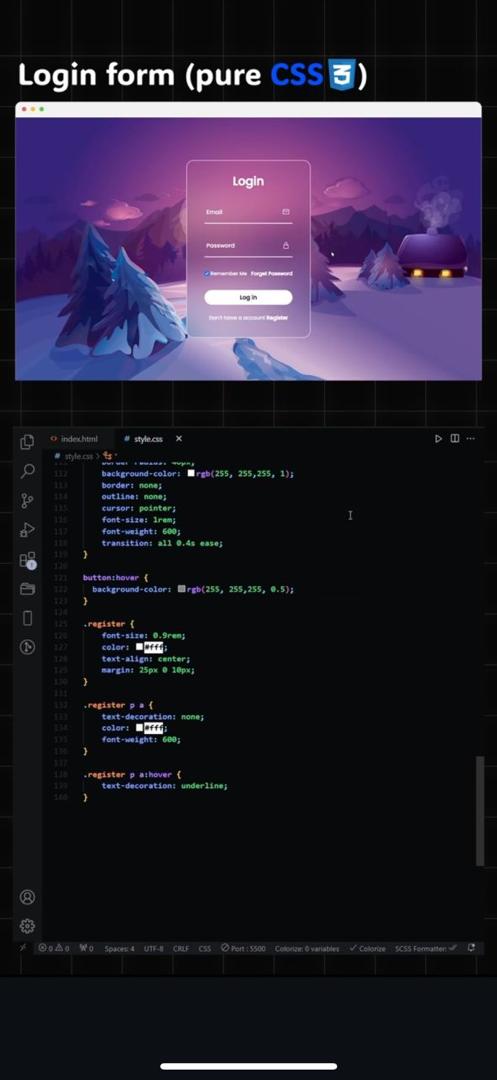 Login form (pure CSS3)
Login
Email
Password
Remember Me Forget Password
Log in
Don't have a account Register
index.html
style.css
style.css >
112 background-color: rgb(255, 255,255, 1);
113 border: none;
114 outline: none;
115 cursor: pointer;
116 font-size: 1rem;
117 font-weight: 600;
118 transition: all 0.4s ease;
119 }
120
121 button:hover {
122 background-color: rgb(255, 255,255, 0.5);
123 }
124
125 .register {
126 font-size: 0.9rem;
127 color: #fff;
128 text-align: center;
129 margin: 25px 0 10px;
130 }
131
132 .register p a {
133 text-decoration: none;
134 color: #fff;
135 font-weight: 600;
136 }
137
138 .register p a:hover {
139 text-decoration: underline;
140 }
0 0 0 Spaces: 4 UTF-8 CRLF CSS Port : 5500 Colorize: 0 variables Colorize SCSS Formatter: